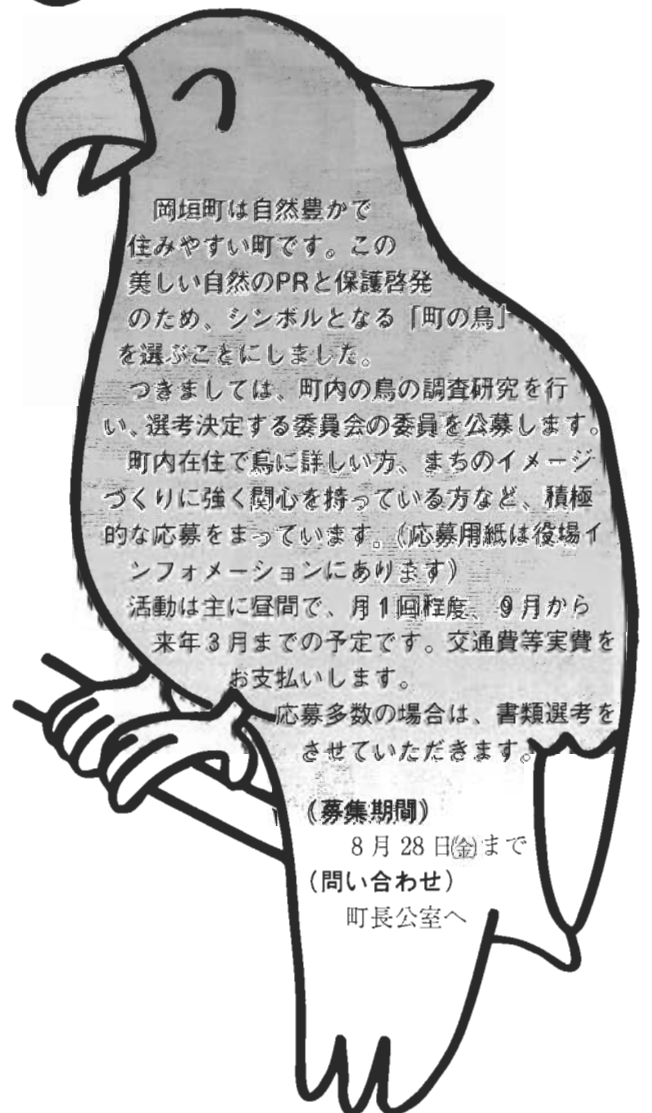 岡垣町は自然豊かで
住みやすい町です。この
美しい自然のPRと保護啓発
のため、シンボルとなる「町の鳥」
を選ぶことにしました。
つきましては、町内の鳥の調査研究を行
い、選考決定する委員会の委員を公募します。
町内在住で鳥に詳しい方、まちのイメージ
づくりに強く関心を持っている方など、積極
的な応募をまっています。(応募用紙は役場イ
ンフォメーションにあります)
活動は主に昼間で、月1回程度、9月から
来年3月までの予定です。交通費等実費を
お支払いします。
応募多数の場合は、書類選考を
させていただきます。
(募集期間)
8月28日㈮まで
(問い合わせ)
町長公室へ